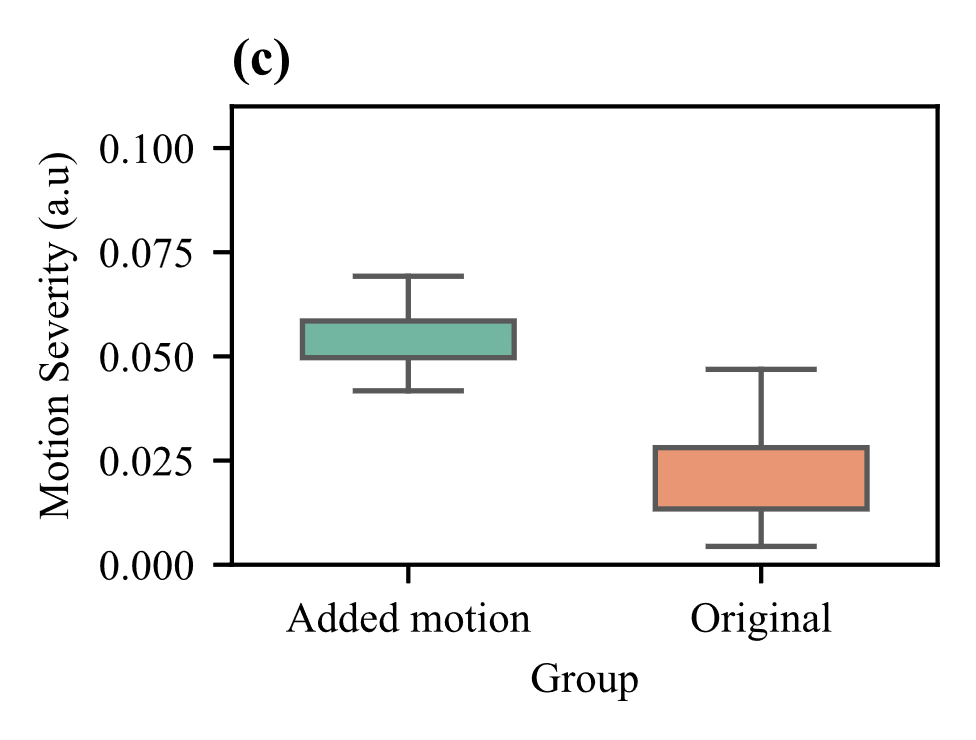 (c)
Motion Severity (a.u)
0.100
0.075
0.050
0.025
0.000
Added motion
Original
Group